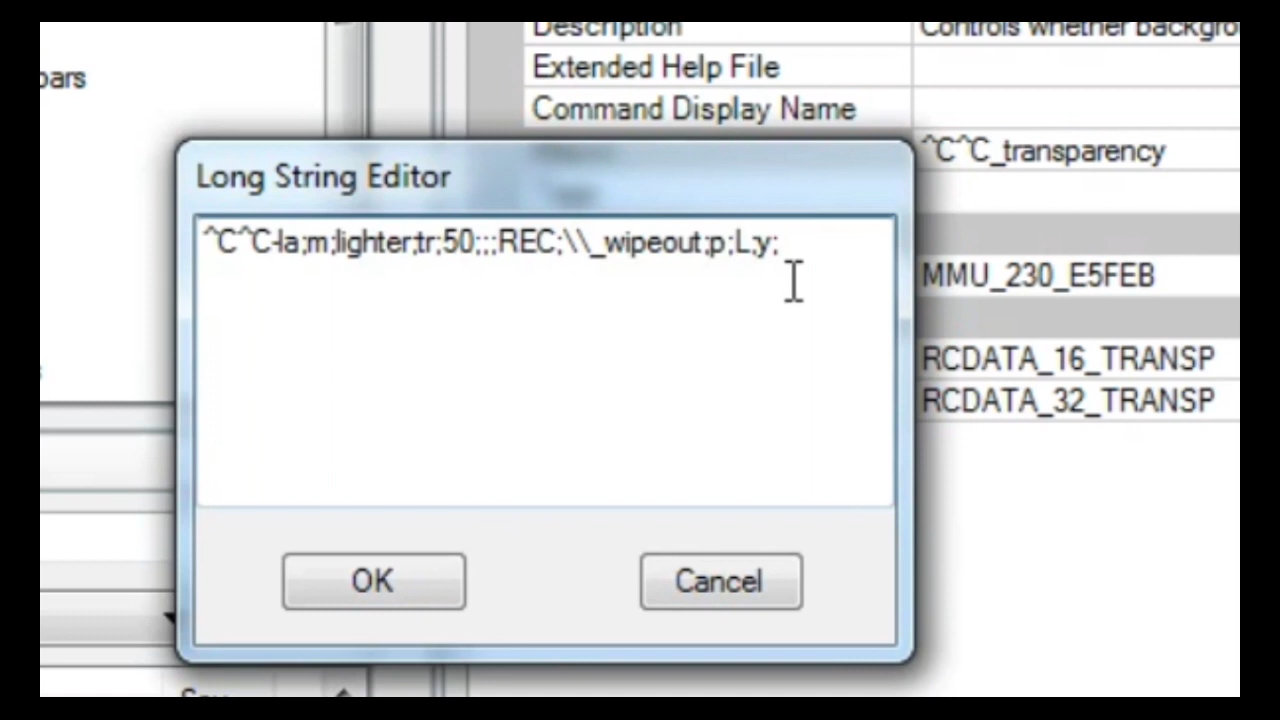 Description
Controls whether backgro
bars
Extended Help File
Command Display Name
^C^C_transparency
Long String Editor
^C^C-la;m;lighter;tr;50;;;REC;\\_wipeout;p;L;y;
MMU_230_E5FEB
RCDATA_16_TRANSP
RCDATA_32_TRANSP
OK
Cancel